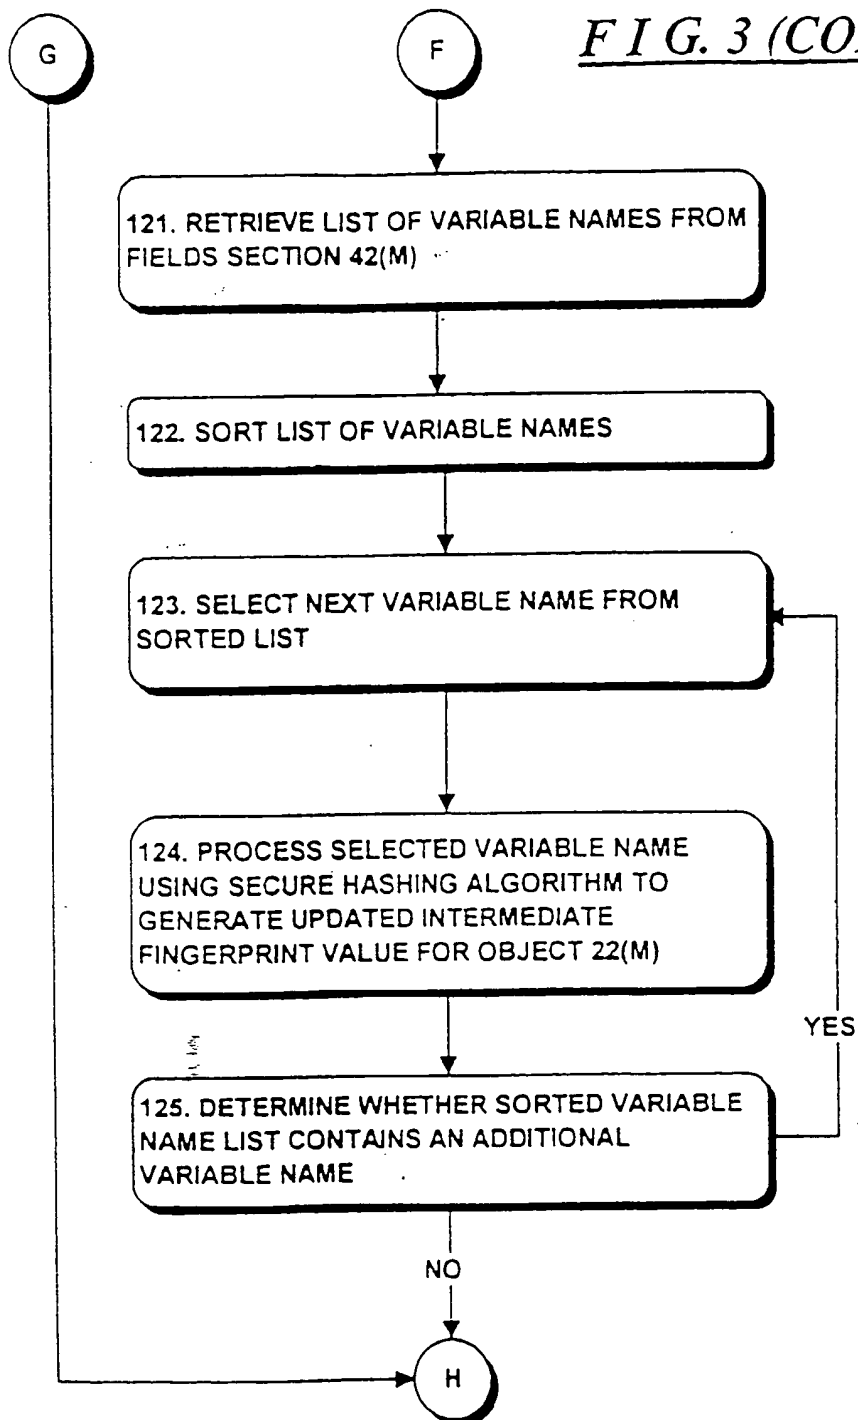 G
F
F I G. 3
121. RETRIEVE LIST OF VARIABLE NAMES FROM
FIELDS SECTION 42(M)
122. SORT LIST OF VARIABLE NAMES
123. SELECT NEXT VARIABLE NAME FROM
SORTED LIST
124. PROCESS SELECTED VARIABLE NAME
USING SECURE HASHING ALGORITHM TO
GENERATE UPDATED INTERMEDIATE
FINGERPRINT VALUE FOR OBJECT 22(M)
YES
125. DETERMINE WHETHER SORTED VARIABLE
NAME LIST CONTAINS AN ADDITIONAL
VARIABLE NAME
NO
H